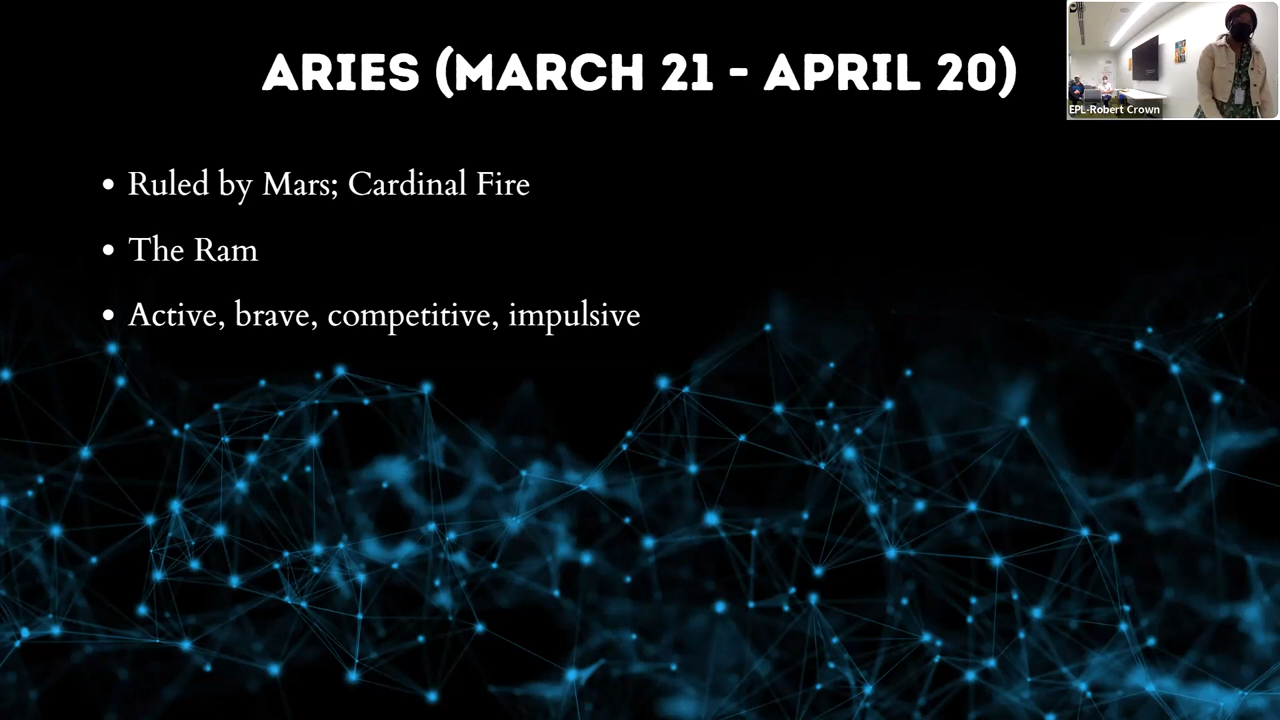 ARIES (MARCH 21 - APRIL 20)
EPL-Robert Crown
• Ruled by Mars; Cardinal Fire
• The Ram
• Active, brave, competitive, impulsive